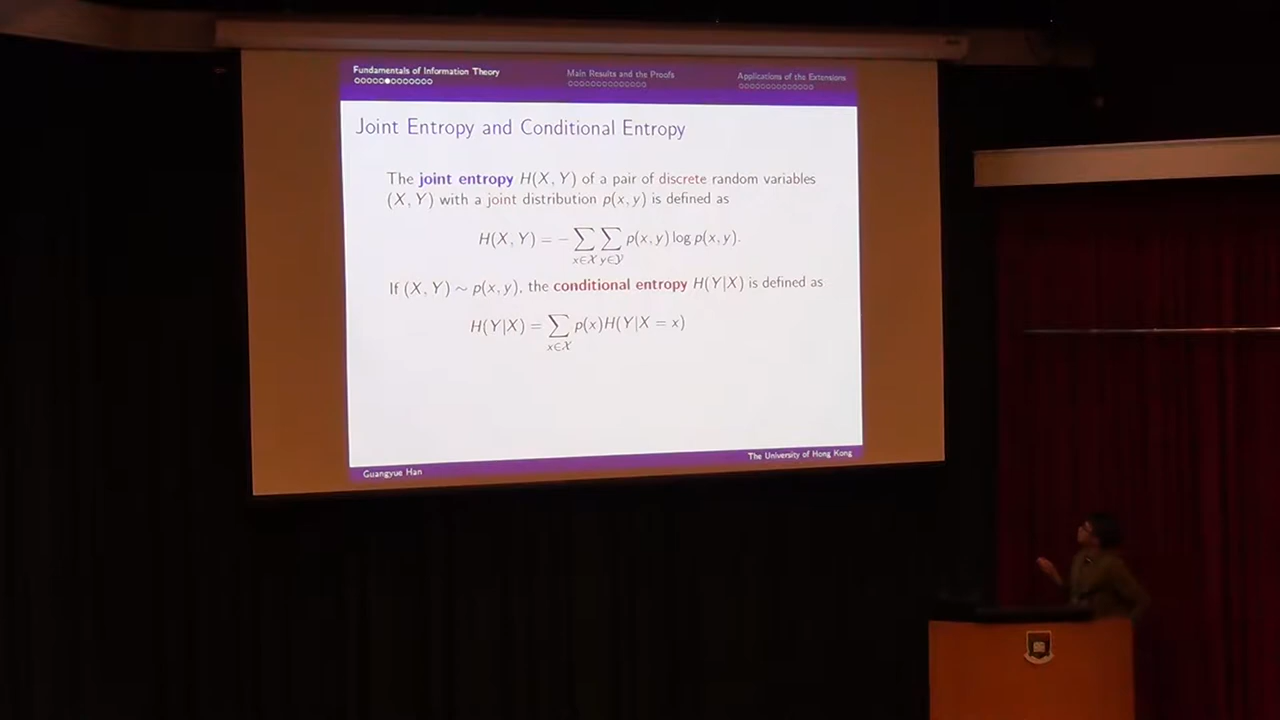 Fundamentals of Information Theory
Main Results and the Proofs
Applications of the Extensions
Joint Entropy and Conditional Entropy
The joint entropy H(X, Y) of a pair of discrete random variables
(X, Y) with a joint distribution p(x, y) is defined as
H(X, Y) = − ∑x∈𝒳 ∑y∈𝒴 p(x, y) log p(x, y).
If (X, Y) ∼ p(x, y), the conditional entropy H(Y|X) is defined as
H(Y|X) = ∑x∈𝒳 p(x)H(Y|X = x)
Guangyue Han
The University of Hong Kong